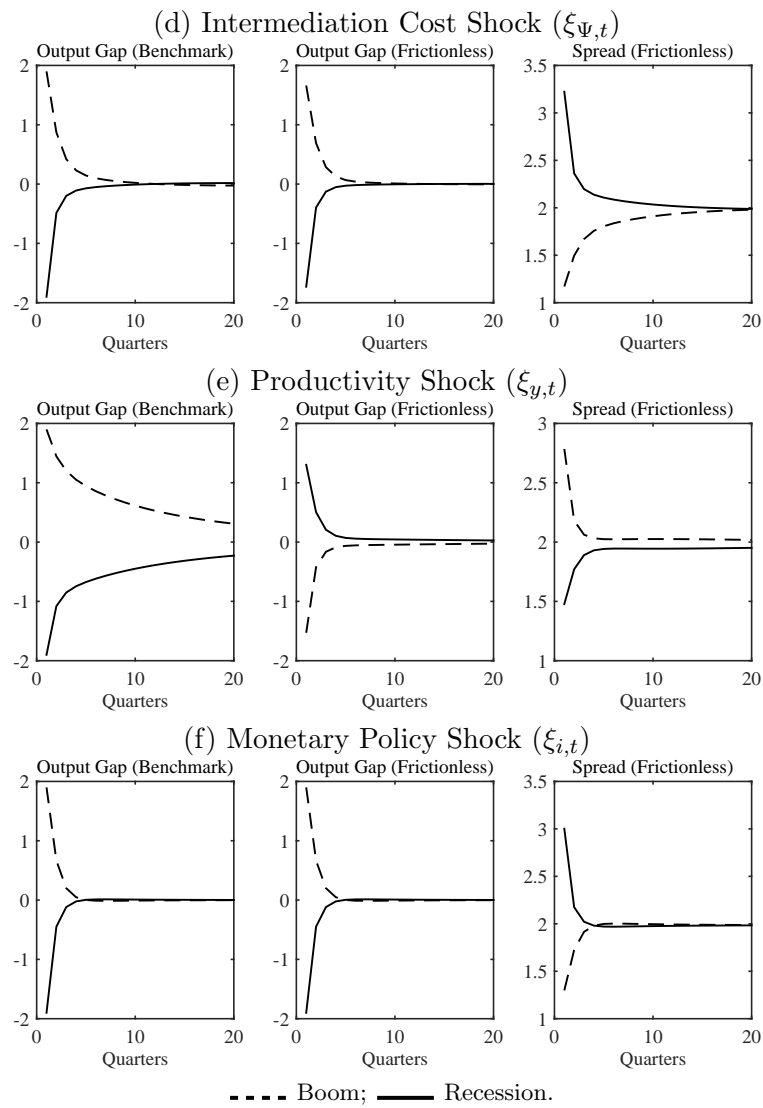 (d) Intermediation Cost Shock (ξΨ,t)
Output Gap (Benchmark) Output Gap (Frictionless) Spread (Frictionless)
2 2 3.5
3
1 1
2.5
0 0
2
-1 -1
1.5
-2 -2 1
0 10 20 0 10 20 0 10 20
Quarters Quarters Quarters
(e) Productivity Shock (ξy,t)
Output Gap (Benchmark) Output Gap (Frictionless) Spread (Frictionless)
2 2 3
1 1 2.5
0 0 2
-1 -1 1.5
-2 -2 1
0 10 20 0 10 20 0 10 20
Quarters Quarters Quarters
(f) Monetary Policy Shock (ξi,t)
Output Gap (Benchmark) Output Gap (Frictionless) Spread (Frictionless)
2 2 3.5
3
1 1
2.5
0 0
2
-1 -1
1.5
-2 -2 1
0 10 20 0 10 20 0 10 20
Quarters Quarters Quarters
Boom; Recession.